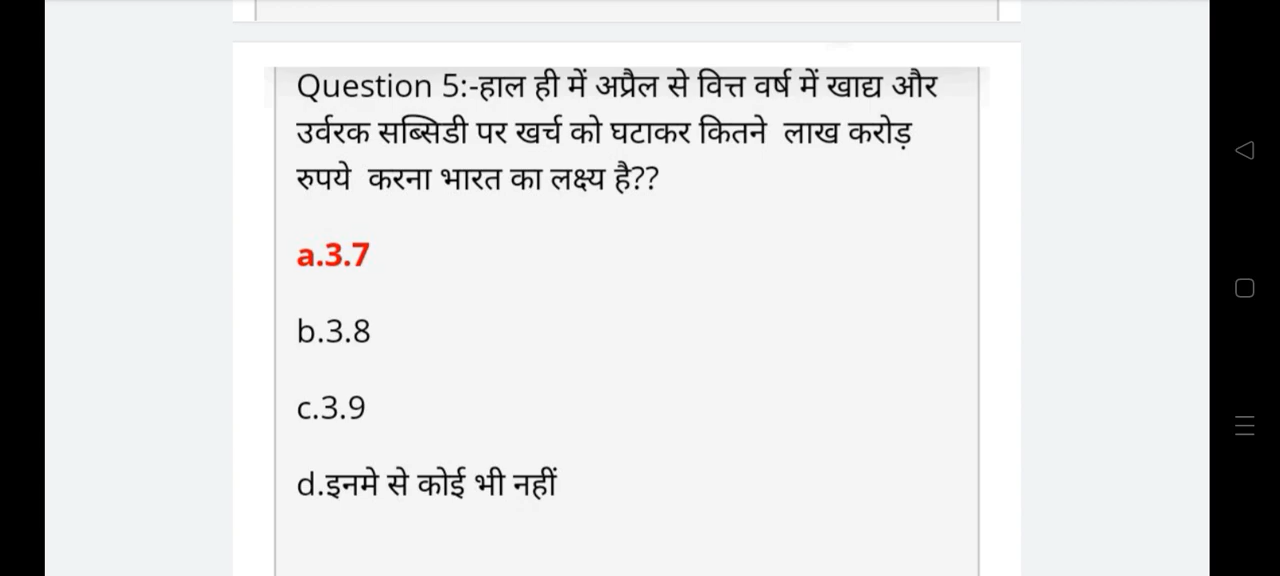 Question 5:-हाल ही में अप्रैल से वित्त वर्ष में खाद्य और
उर्वरक सब्सिडी पर खर्च को घटाकर कितने लाख करोड़
रुपये करना भारत का लक्ष्य है??
a.3.7
b.3.8
c.3.9
d.इनमे से कोई भी नहीं